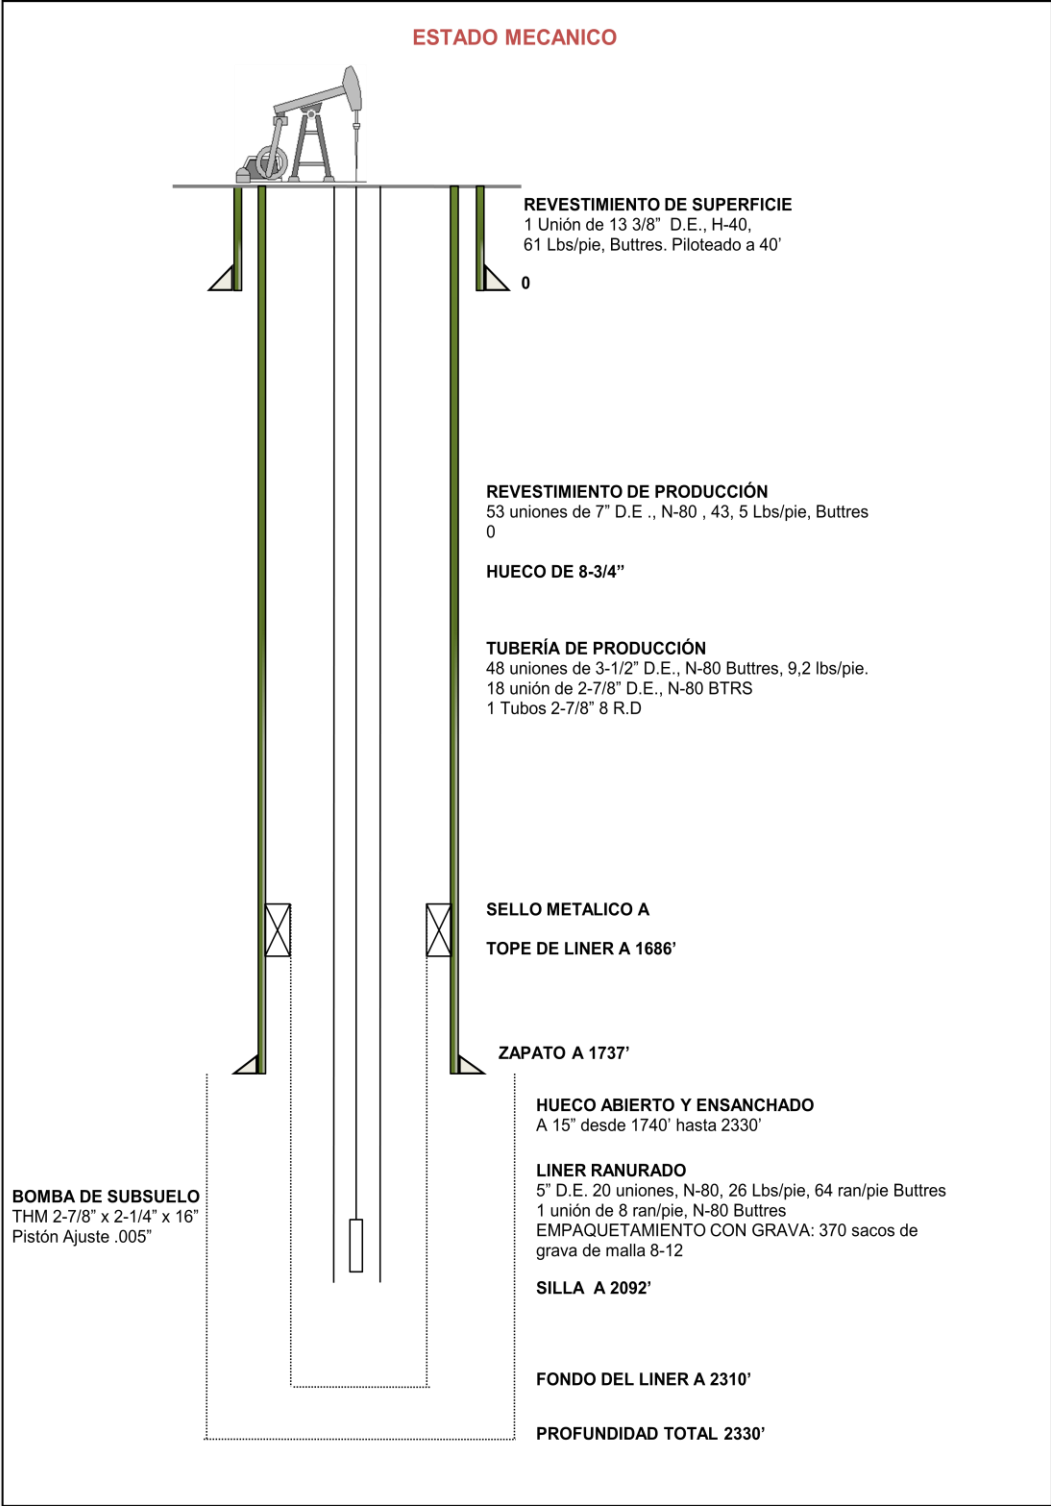 ESTADO MECANICO
REVESTIMIENTO DE SUPERFICIE
1 Unión de 13 3/8” D.E., H-40,
61 Lbs/pie, Buttres. Piloteado a 40’
0
REVESTIMIENTO DE PRODUCCIÓN
53 uniones de 7” D.E ., N-80 , 43, 5 Lbs/pie, Buttres
0
HUECO DE 8-3/4”
TUBERÍA DE PRODUCCIÓN
48 uniones de 3-1/2” D.E., N-80 Buttres, 9,2 lbs/pie.
18 unión de 2-7/8” D.E., N-80 BTRS
1 Tubos 2-7/8” 8 R.D
SELLO METALICO A
TOPE DE LINER A 1686’
ZAPATO A 1737’
HUECO ABIERTO Y ENSANCHADO
A 15” desde 1740’ hasta 2330’
LINER RANURADO
5” D.E. 20 uniones, N-80, 26 Lbs/pie, 64 ran/pie Buttres
1 unión de 8 ran/pie, N-80 Buttres
EMPAQUETAMIENTO CON GRAVA: 370 sacos de
grava de malla 8-12
BOMBA DE SUBSUELO
THM 2-7/8” x 2-1/4” x 16”
Pistón Ajuste .005”
SILLA A 2092’
FONDO DEL LINER A 2310’
PROFUNDIDAD TOTAL 2330’